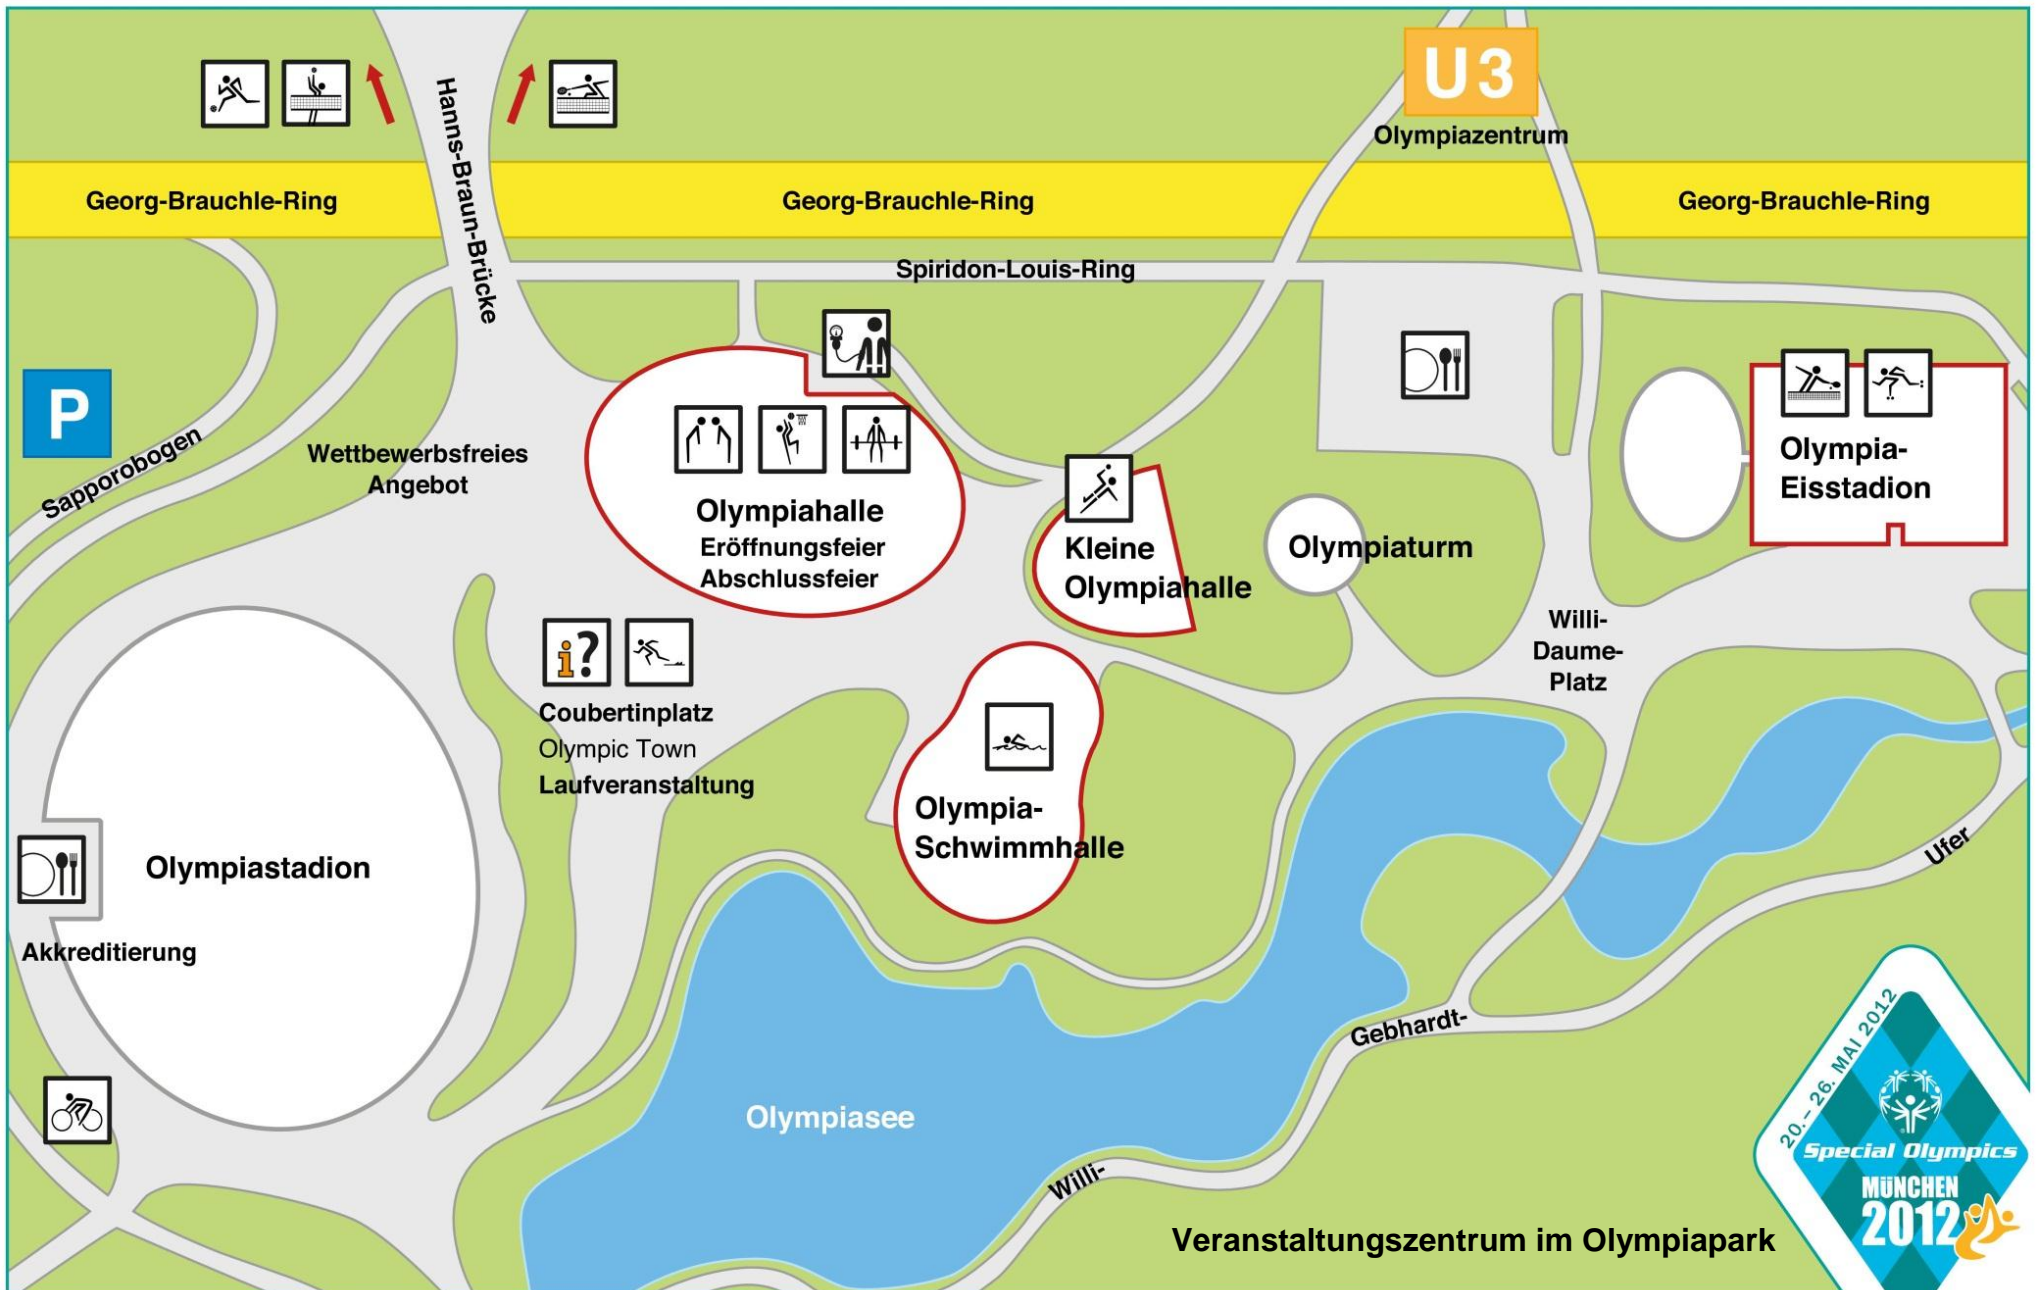 U3
Olympiazentrum
Hanns-Braun-Brücke
Georg-Brauchle-Ring
Georg-Brauchle-Ring
Georg-Brauchle-Ring
Spiridon-Louis-Ring
P
Sapporobogen
Wettbewerbsfreies
Angebot
Olympiahalle
Eröffnungsfeier
Abschlussfeier
Kleine
Olympiahalle
Olympiaturm
Olympia-
Eisstadion
Willi-
Daume-
Platz
i?
Coubertinplatz
Olympic Town
Laufveranstaltung
Olympia-
Schwimmhalle
Olympiastadion
Akkreditierung
Olympiasee
Willi-
Gebhardt-
Ufer
Veranstaltungszentrum im Olympiapark
20. – 26. MAI 2012
Special Olympics
MÜNCHEN
2012